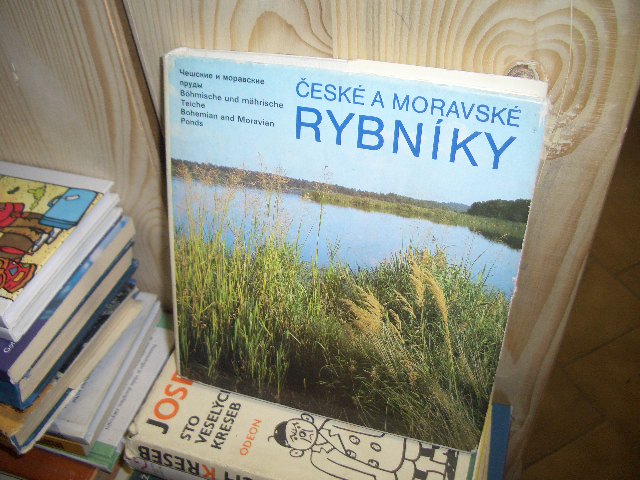 Чешские и моравские
пруды
Böhmische und mährische
Teiche
Bohemian and Moravian
Ponds
ČESKÉ A MORAVSKÉ
RYBNÍKY
JOSE
STO
VESELÝCH
KRESEB
ODEON
KRESEB